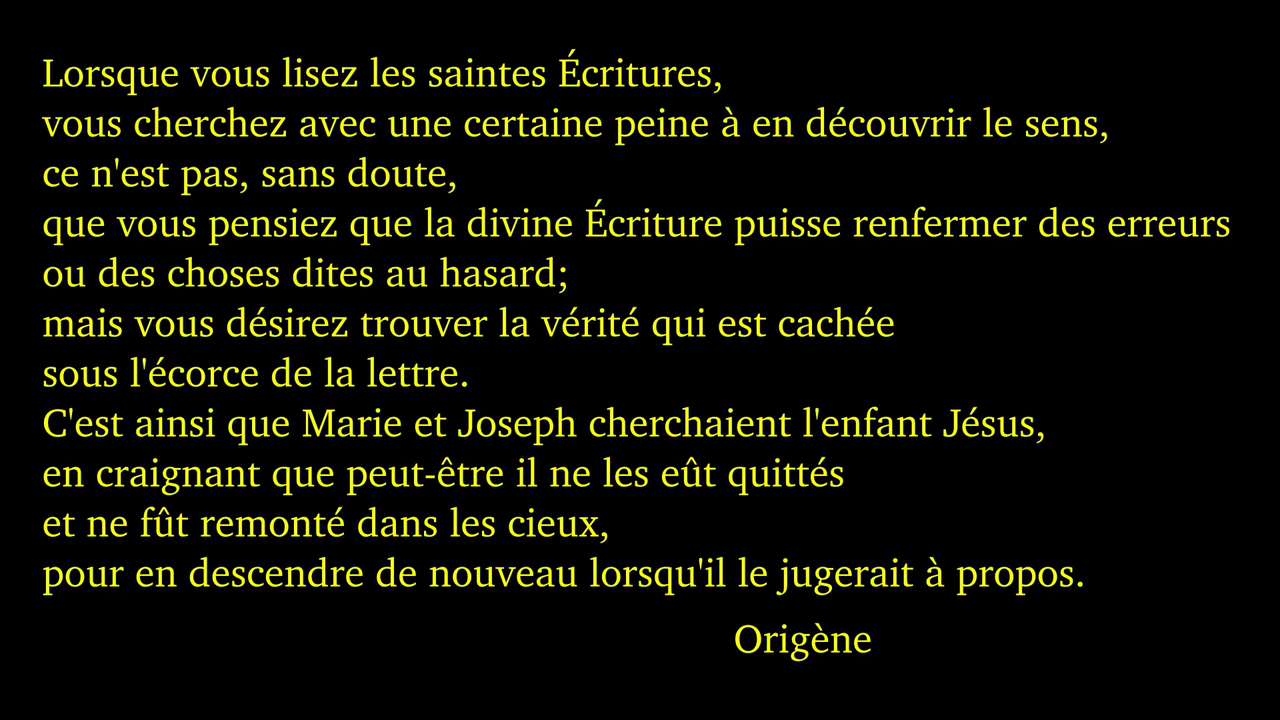 Lorsque vous lisez les saintes Écritures,
vous cherchez avec une certaine peine à en découvrir le sens,
ce n'est pas, sans doute,
que vous pensiez que la divine Écriture puisse renfermer des erreurs
ou des choses dites au hasard;
mais vous désirez trouver la vérité qui est cachée
sous l'écorce de la lettre.
C'est ainsi que Marie et Joseph cherchaient l'enfant Jésus,
en craignant que peut-être il ne les eût quittés
et ne fût remonté dans les cieux,
pour en descendre de nouveau lorsqu'il le jugerait à propos.
Origène